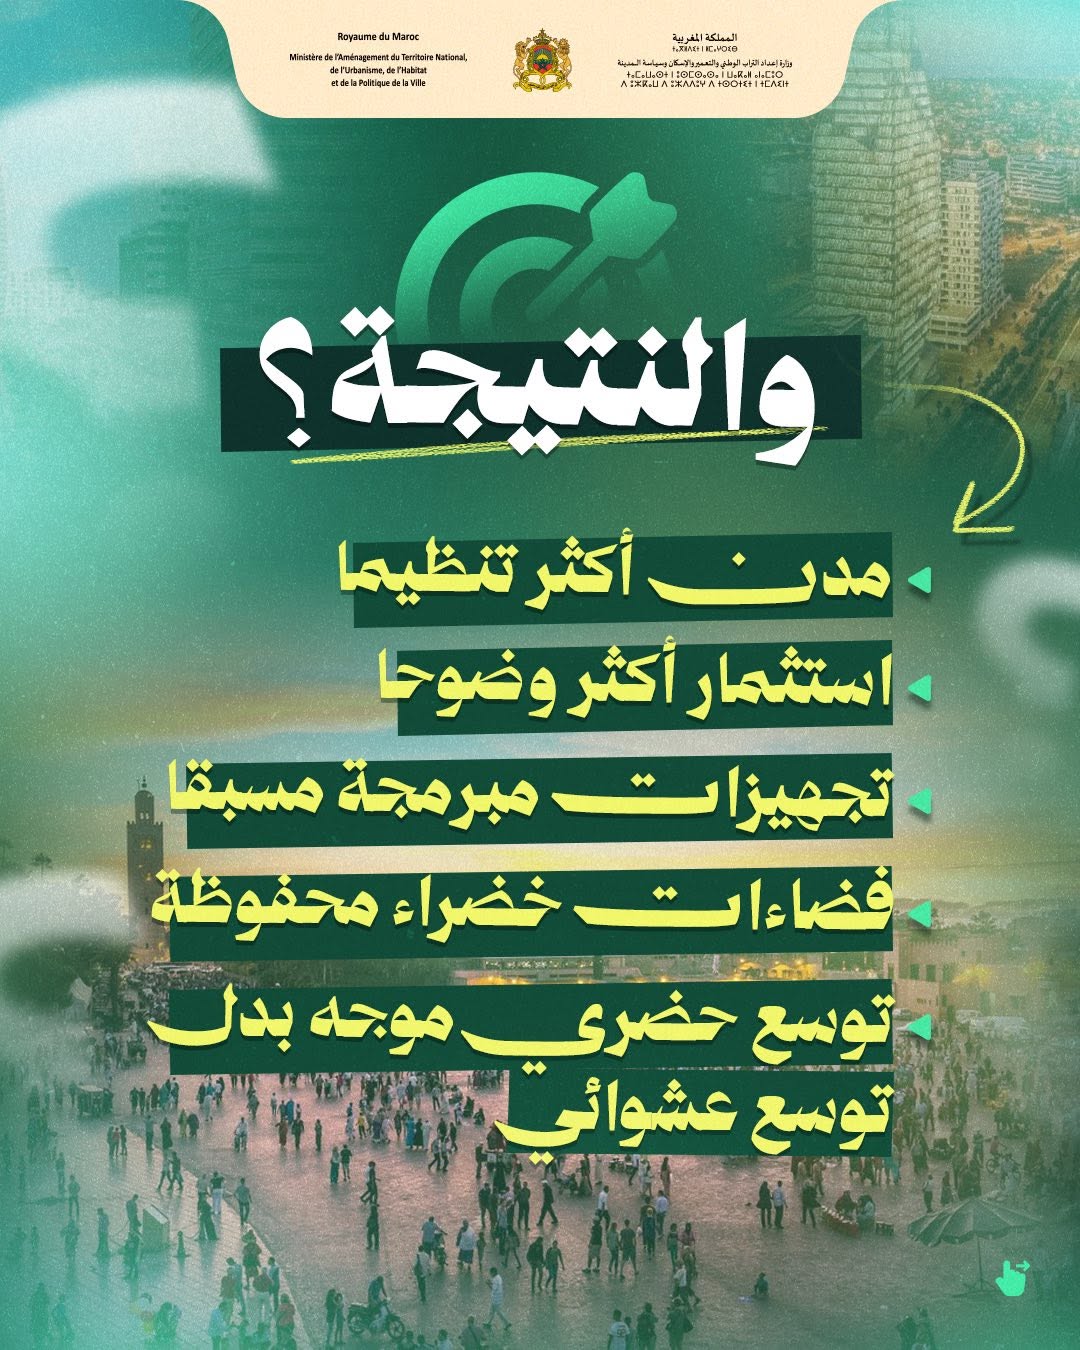 Royaume du Maroc
Ministère de l'Aménagement du Territoire National,
de l'Urbanisme, de l'Habitat
et de la Politique de la Ville
المملكة المغربية
ⵜⴰⴳⵍⴷⵉⵜ ⵏ ⵍⵎⵖⵔⵉⴱ
وزارة إعداد التراب الوطني والتعمير والإسكان وسياسة المدينة
والنتيجة؟
مدن أكثر تنظيما
استثمار أكثر وضوحا
تجهيزات مبرمجة مسبقا
فضاءات خضراء محفوظة
توسع حضري موجه بدل
توسع عشوائي